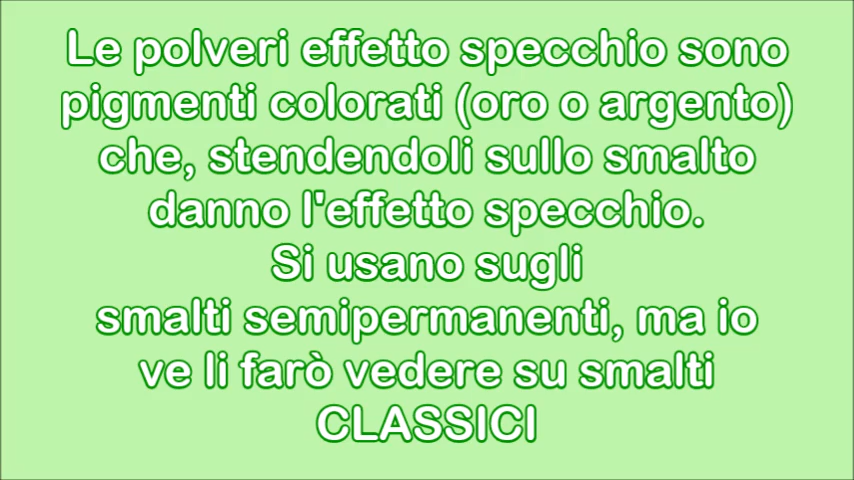 Le polveri effetto specchio sono
pigmenti colorati (oro o argento)
che, stendendoli sullo smalto
danno l'effetto specchio.
Si usano sugli
smalti semipermanenti, ma io
ve li farò vedere su smalti
CLASSICI